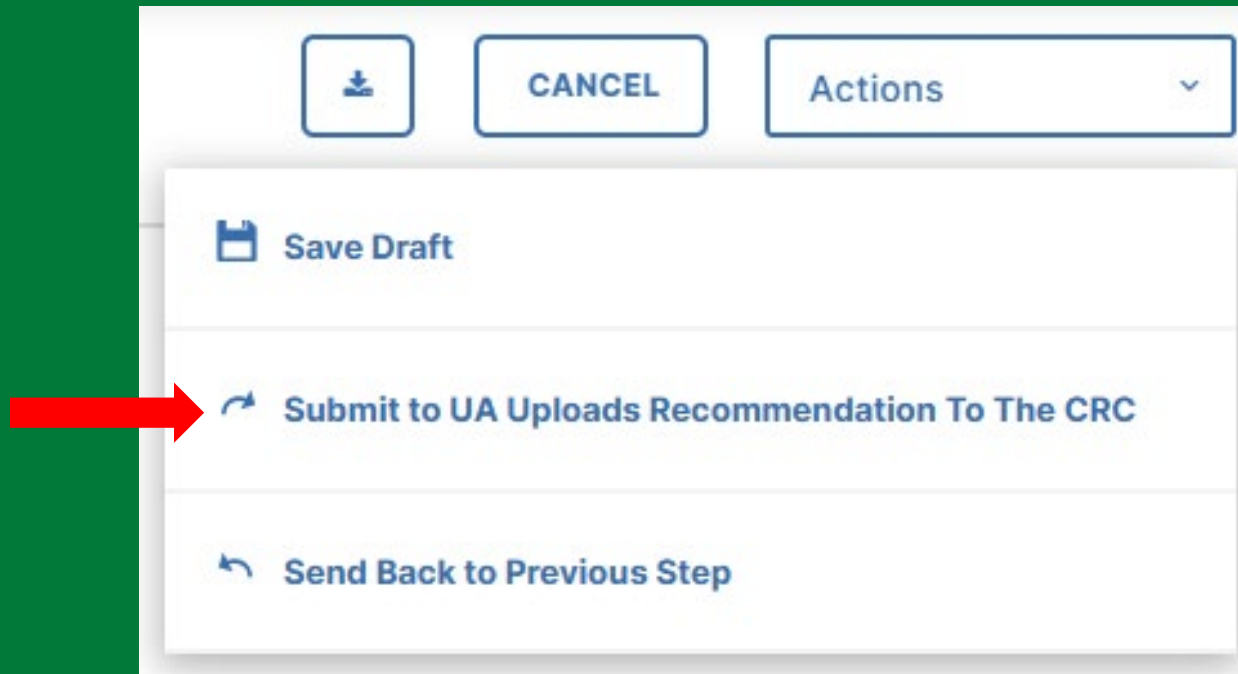 CANCEL
Actions
Save Draft
Submit to UA Uploads Recommendation To The CRC
Send Back to Previous Step